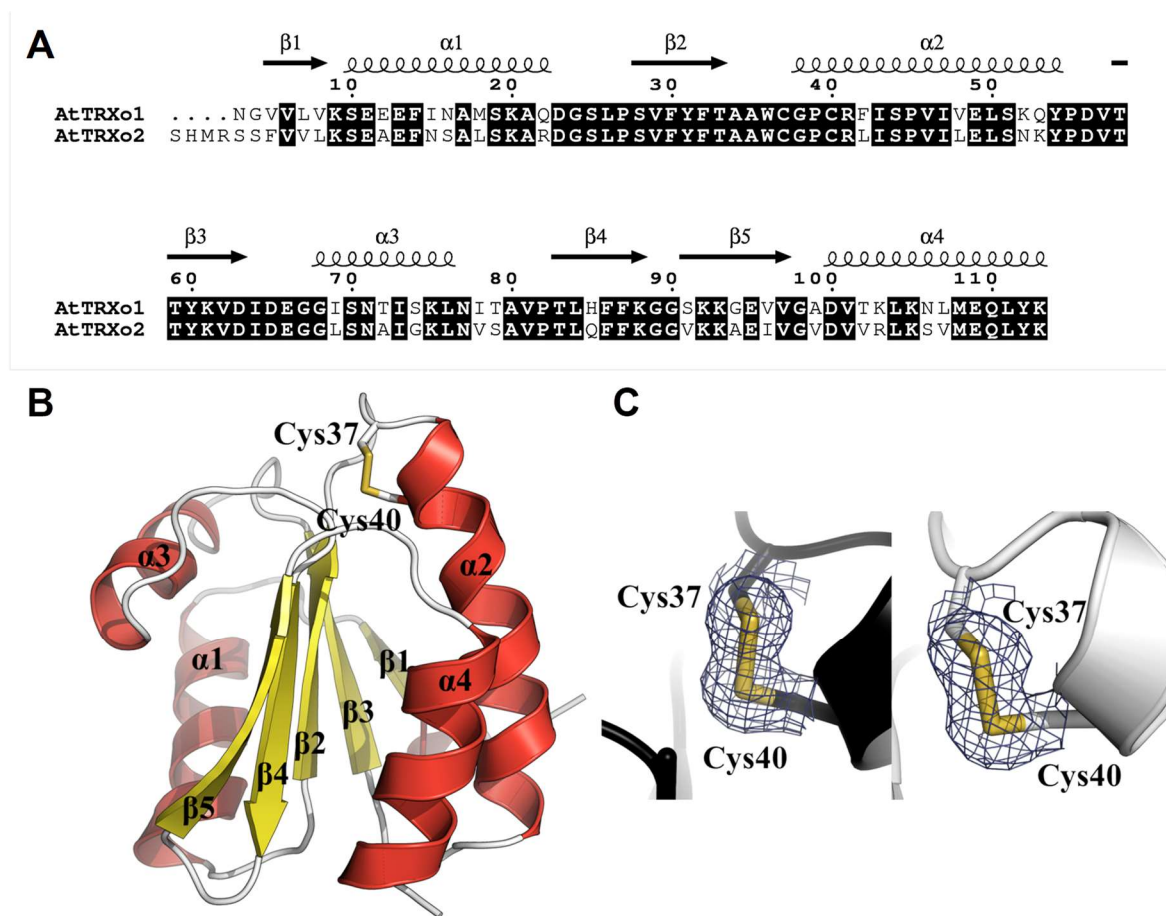 A
β1 α1 β2 α2
10 20 30 40 50
AtTRXo1 ....NGVVLVKSEEEFINAMSKAQDGSLPSVFYFTAAWCGPCRFISPVIVELSKQYPDVT
AtTRXo2 SHMRSSFVVLKSEAEFNSALSKARDGSLPSVFYFTAAWCGPCRLISPVILELSNKYPDVT
β3 α3 β4 β5 α4
60 70 80 90 100 110
AtTRXo1 TYKVDIDEGGISNTISKLNITAVPTLHFFKGGSKKGEVVGADVTKLKNLMEQLYK
AtTRXo2 TYKVDIDEGGLSNAIGKLNVSAVPTLQFFKGGVKKAEIVGVDVVRLKSVMEQLYK
B
Cys37
Cys40
α3
α2
α1
β1
α4
β3
β2
β4
β5
C
Cys37
Cys40
Cys37
Cys40